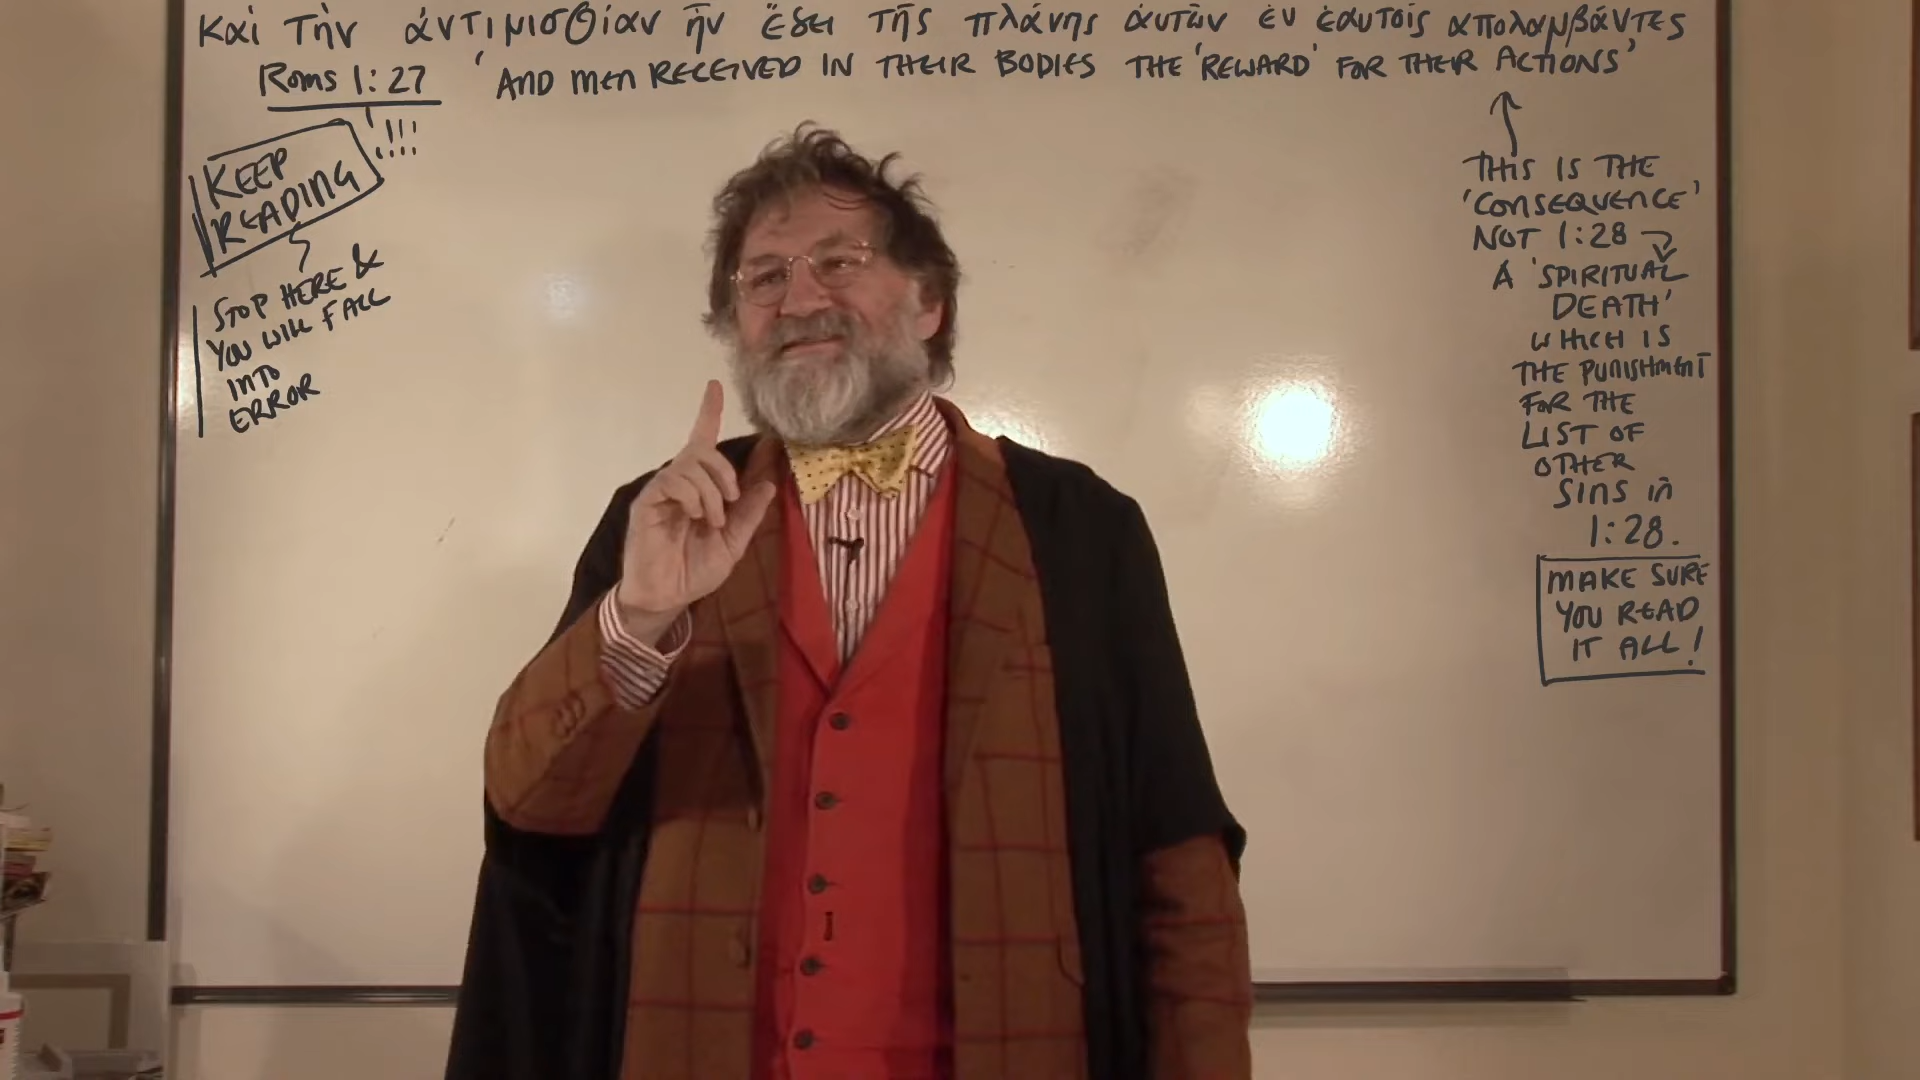 Καὶ Τὴν ἀντιμισθίαν ἣν ἔδει τῆς πλάνης ἀυτῶν ἐν ἑαυτοῖς απολαμβάντες
Roms 1:27
'AND MEN RECEIVED IN THEIR BODIES THE 'REWARD' FOR THEIR ACTIONS'
KEEP
READING
!!!!
STOP HERE &
YOU WILL FALL
INTO
ERROR
THIS IS THE
'CONSEQUENCE'
NOT 1:28
A 'SPIRITUAL
DEATH'
WHICH IS
THE PUNISHMENT
FOR THE
LIST OF
OTHER
SINS in
1:28.
MAKE SURE
YOU READ
IT ALL!